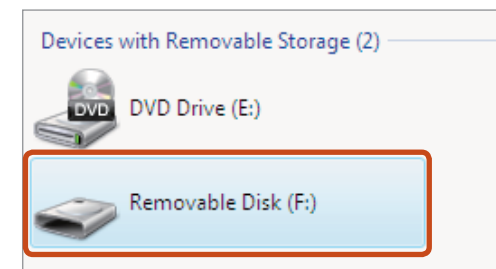 Devices with Removable Storage (2)
DVD
DVD Drive (E:)
Removable Disk (F:)